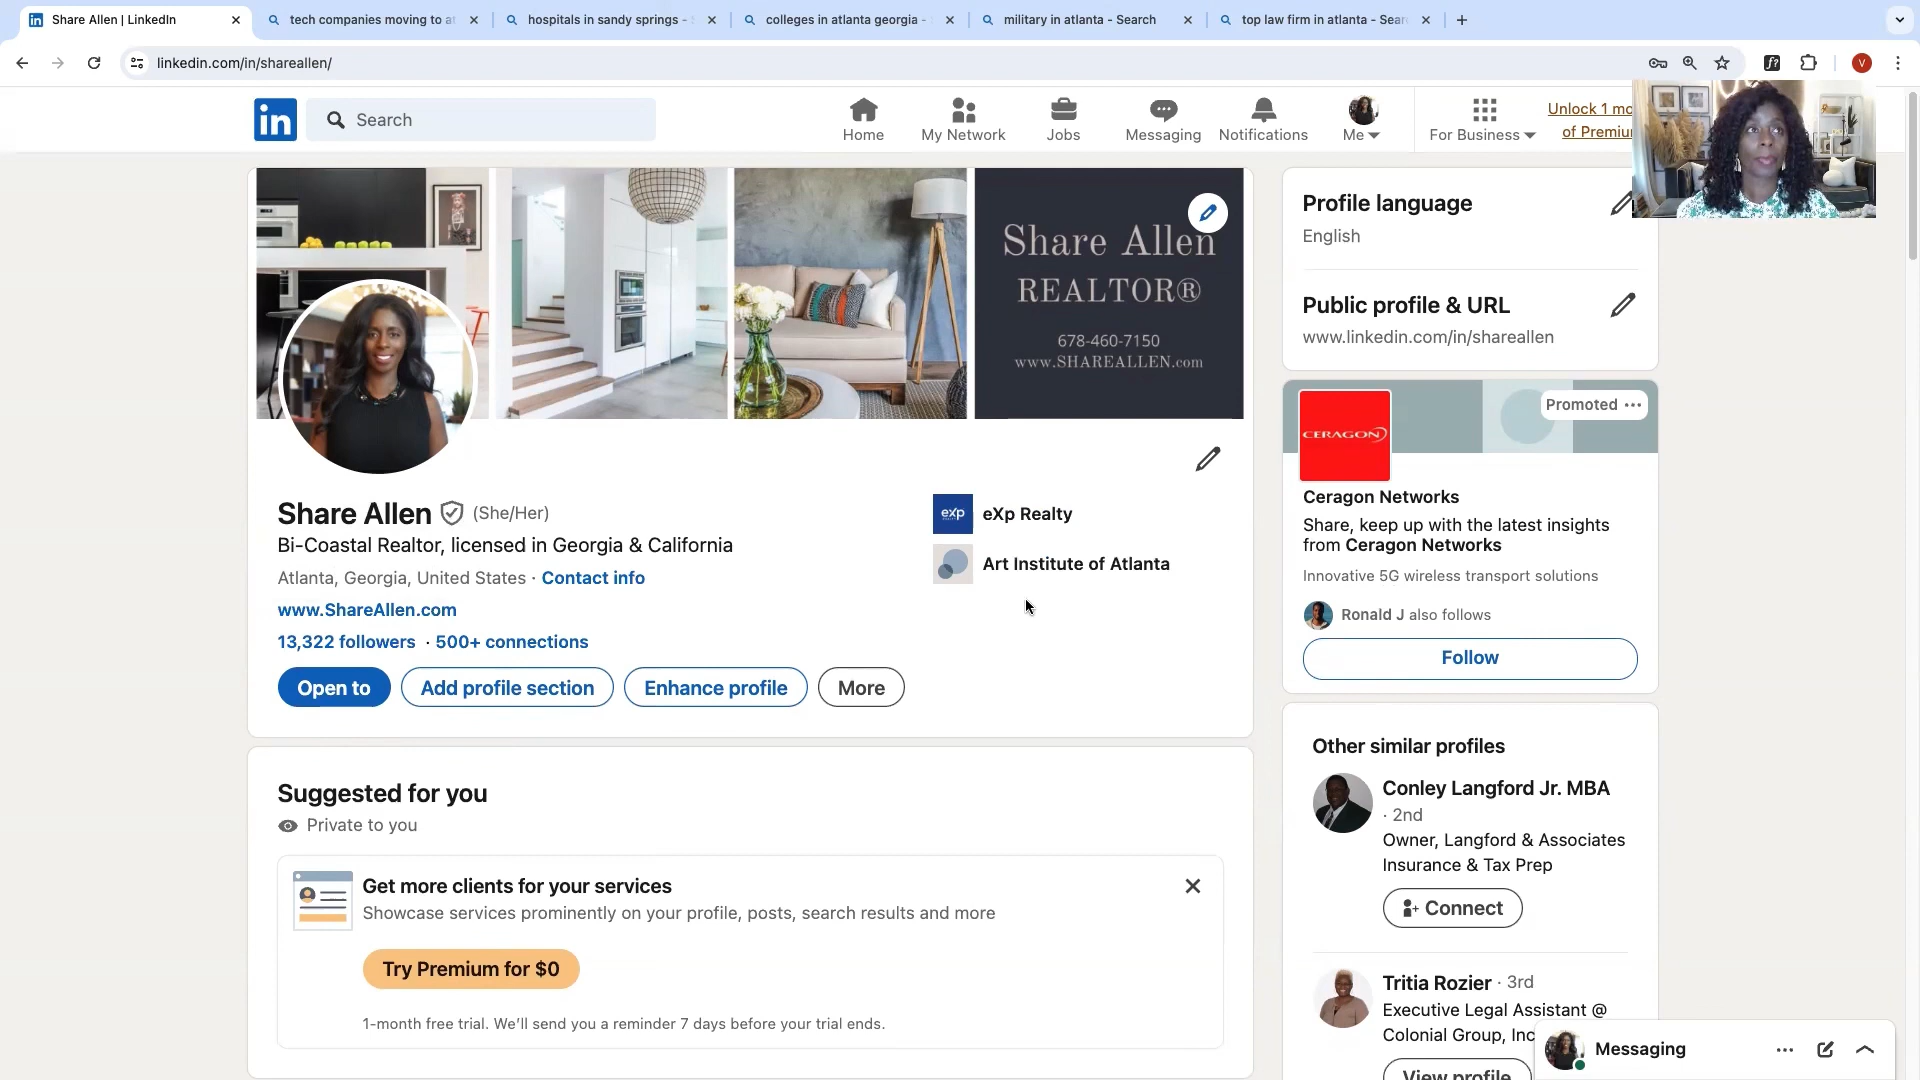 Share Allen | LinkedIn
tech companies moving to a
hospitals in sandy springs -
colleges in atlanta georgia -
military in atlanta - Search
top law firm in atlanta - Sear
linkedin.com/in/shareallen/
V
in
Search
Home
My Network
Jobs
Messaging
Notifications
Me
For Business
Unlock 1 mo
of Premiu
Share Allen
REALTOR®
678-460-7150
www.SHAREALLEN.com
Share Allen (She/Her)
Bi-Coastal Realtor, licensed in Georgia & California
Atlanta, Georgia, United States · Contact info
www.ShareAllen.com
13,322 followers · 500+ connections
Open to
Add profile section
Enhance profile
More
eXp
eXp Realty
Art Institute of Atlanta
Suggested for you
Private to you
Get more clients for your services
Showcase services prominently on your profile, posts, search results and more
Try Premium for $0
1-month free trial. We’ll send you a reminder 7 days before your trial ends.
Profile language
English
Public profile & URL
www.linkedin.com/in/shareallen
Promoted
CERAGON
Ceragon Networks
Share, keep up with the latest insights
from Ceragon Networks
Innovative 5G wireless transport solutions
Ronald J also follows
Follow
Other similar profiles
Conley Langford Jr. MBA
· 2nd
Owner, Langford & Associates
Insurance & Tax Prep
Connect
Tritia Rozier · 3rd
Executive Legal Assistant @
Colonial Group, Inc
View profile
Messaging